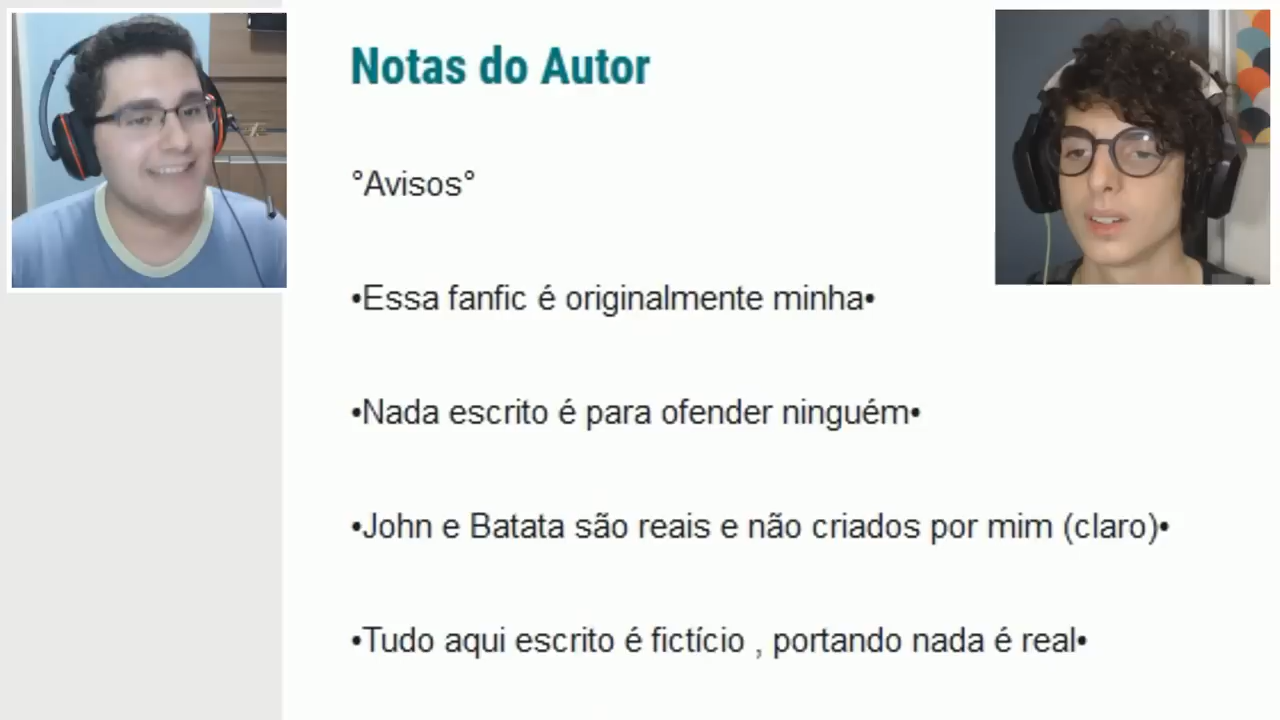 Notas do Autor
°Avisos°
•Essa fanfic é originalmente minha•
•Nada escrito é para ofender ninguém•
•John e Batata são reais e não criados por mim (claro)•
•Tudo aqui escrito é fictício , portando nada é real•